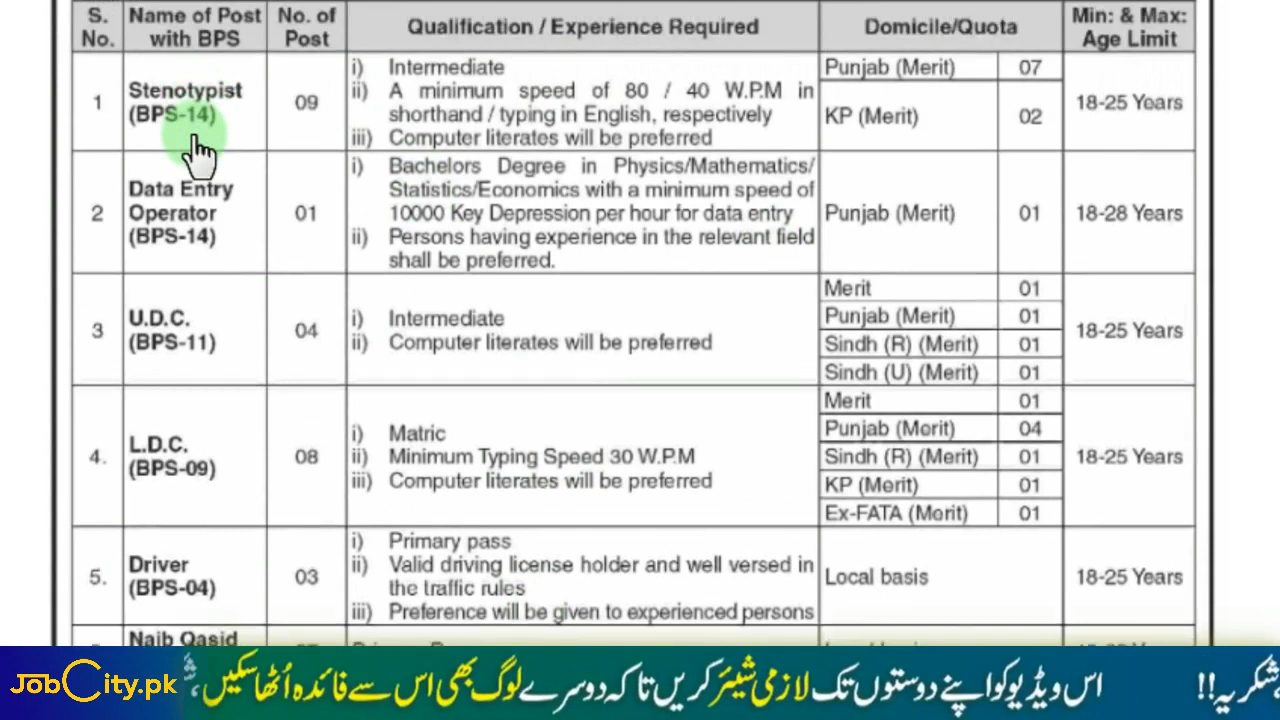 S. No. | Name of Post with BPS | No. of Post | Qualification / Experience Required | Domicile/Quota | Min: & Max: Age Limit
1
Stenotypist
(BPS-14)
09
i) Intermediate
ii) A minimum speed of 80 / 40 W.P.M in
shorthand / typing in English, respectively
iii) Computer literates will be preferred
Punjab (Merit) 07
KP (Merit) 02
18-25 Years
2
Data Entry
Operator
(BPS-14)
01
i) Bachelors Degree in Physics/Mathematics/
Statistics/Economics with a minimum speed of
10000 Key Depression per hour for data entry
ii) Persons having experience in the relevant field
shall be preferred.
Punjab (Merit) 01
18-28 Years
3
U.D.C.
(BPS-11)
04
i) Intermediate
ii) Computer literates will be preferred
Merit 01
Punjab (Merit) 01
Sindh (R) (Merit) 01
Sindh (U) (Merit) 01
18-25 Years
4.
L.D.C.
(BPS-09)
08
i) Matric
ii) Minimum Typing Speed 30 W.P.M
iii) Computer literates will be preferred
Merit 01
Punjab (Merit) 04
Sindh (R) (Merit) 01
KP (Merit) 01
Ex-FATA (Merit) 01
18-25 Years
5.
Driver
(BPS-04)
03
i) Primary pass
ii) Valid driving license holder and well versed in
the traffic rules
iii) Preference will be given to experienced persons
Local basis
18-25 Years
Naib Qasid
JobCity.pk
اس ویڈیو کو اپنے دوستوں تک لازمی شیئر کریں تا کہ دوسرے لوگ بھی اس سے فائدہ اُٹھا سکیں
شکریہ!!